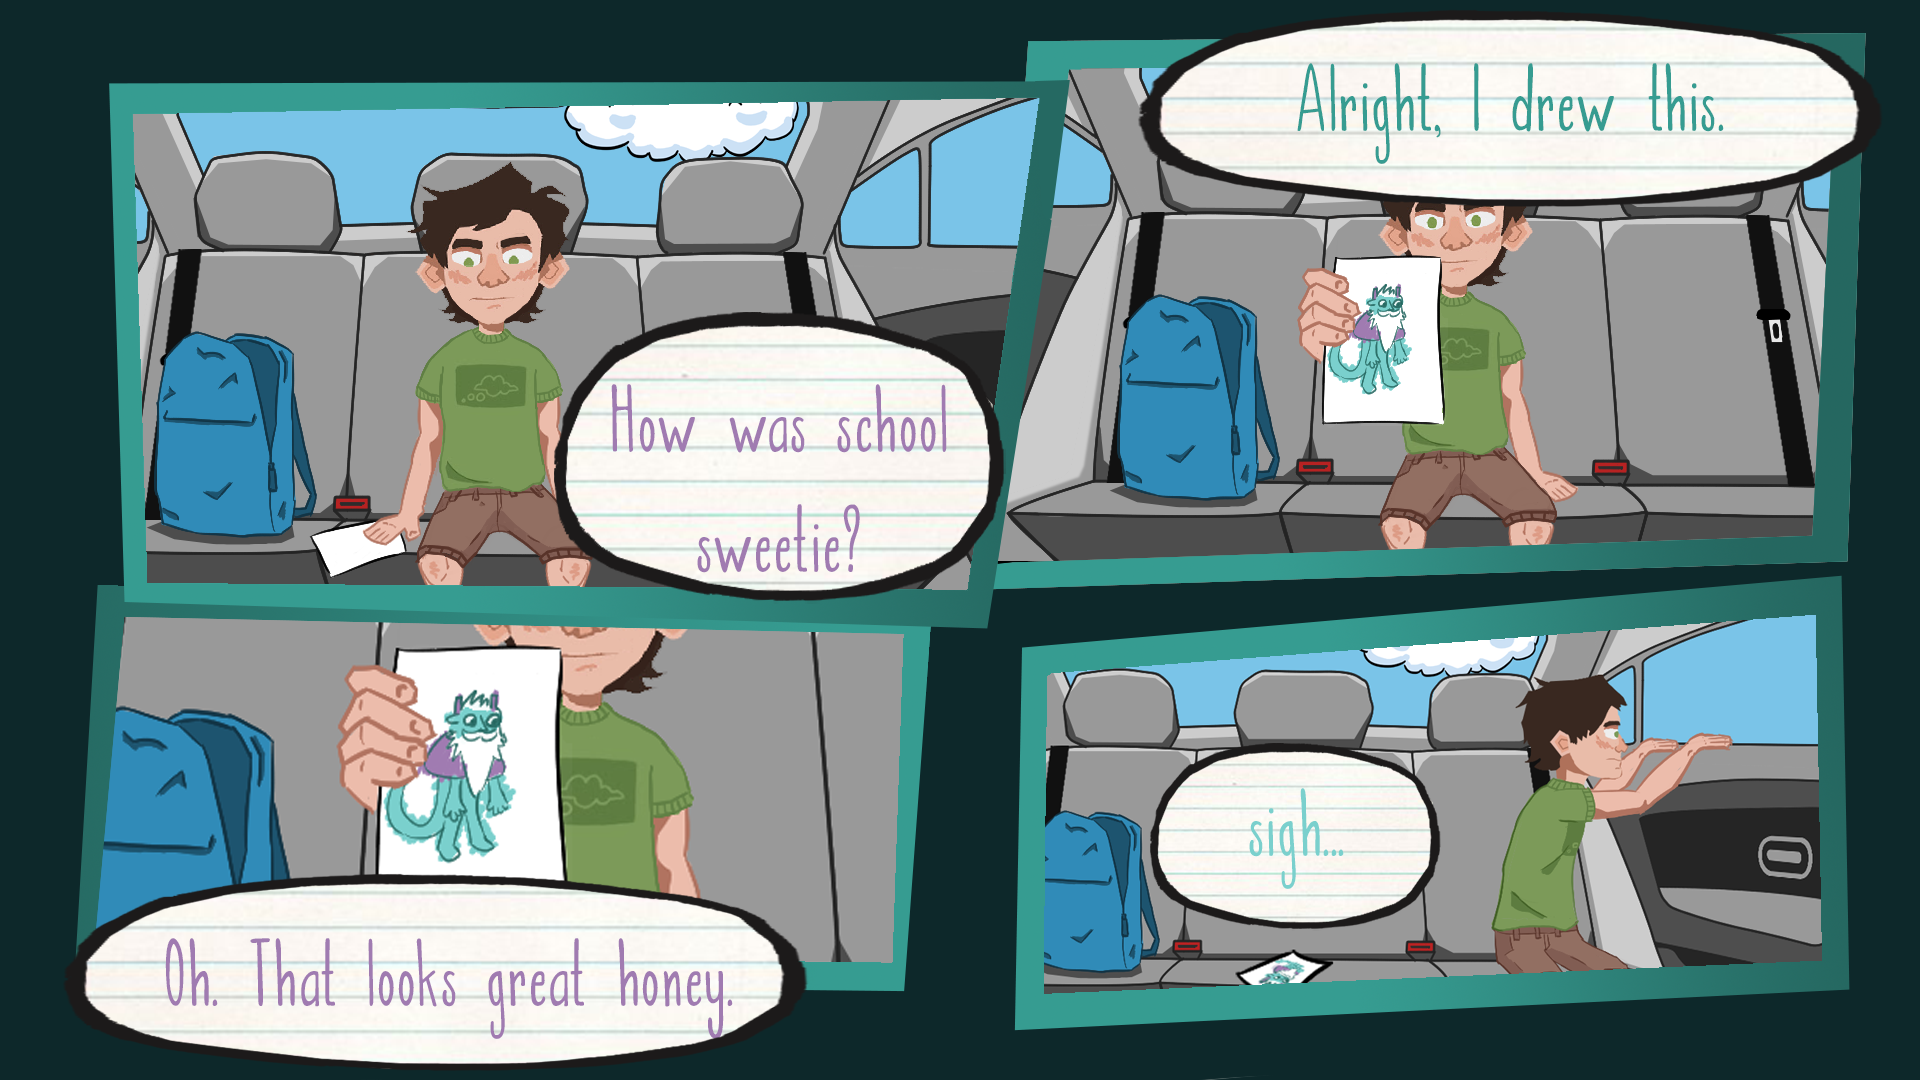 How was school
sweetie?
Alright, I drew this.
Oh. That looks great honey.
sigh...